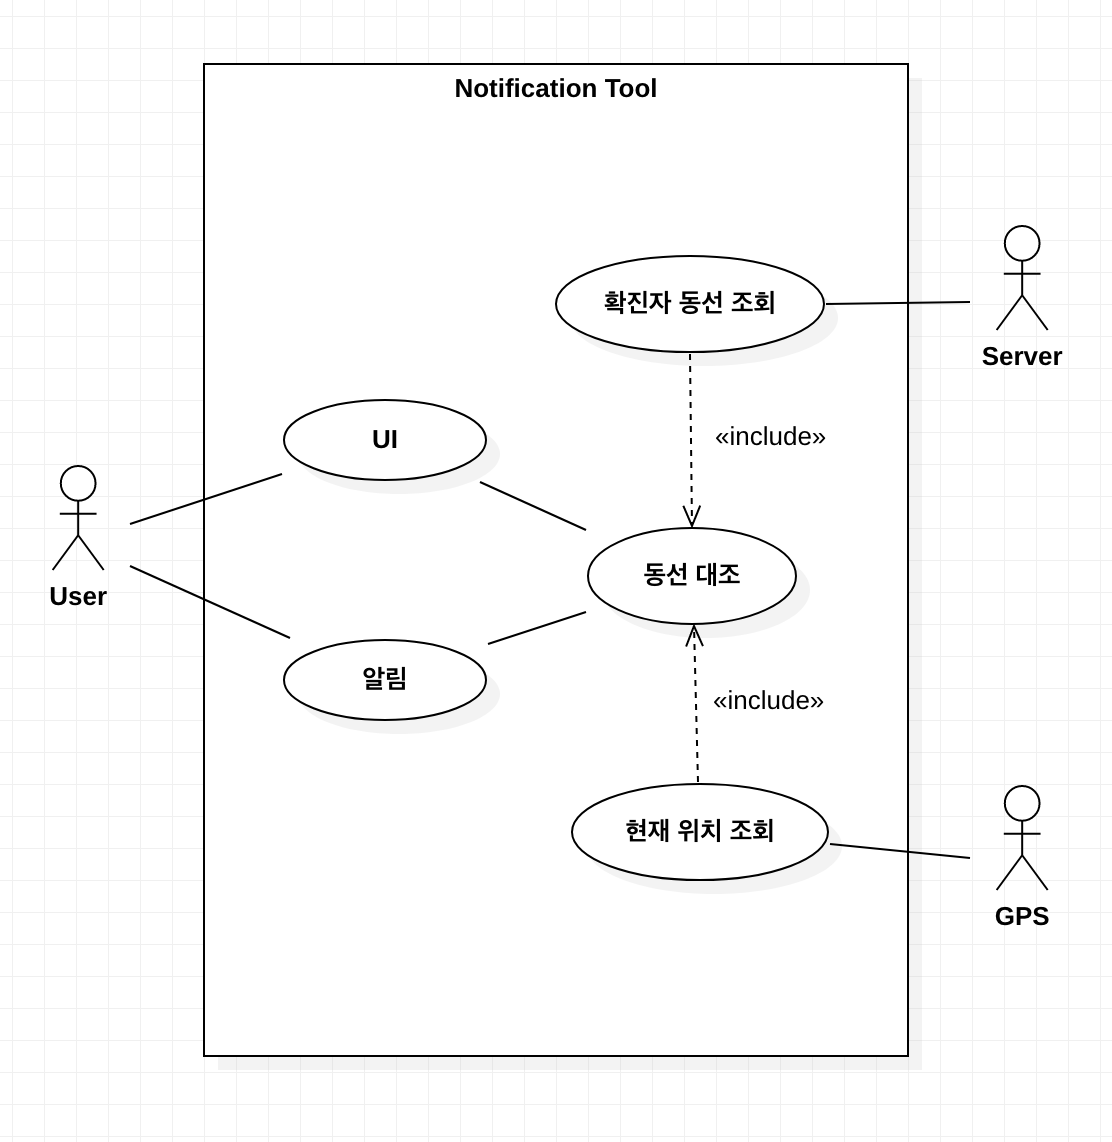 Notification Tool
확진자 동선 조회
Server
«include»
UI
User
동선 대조
알림
«include»
현재 위치 조회
GPS